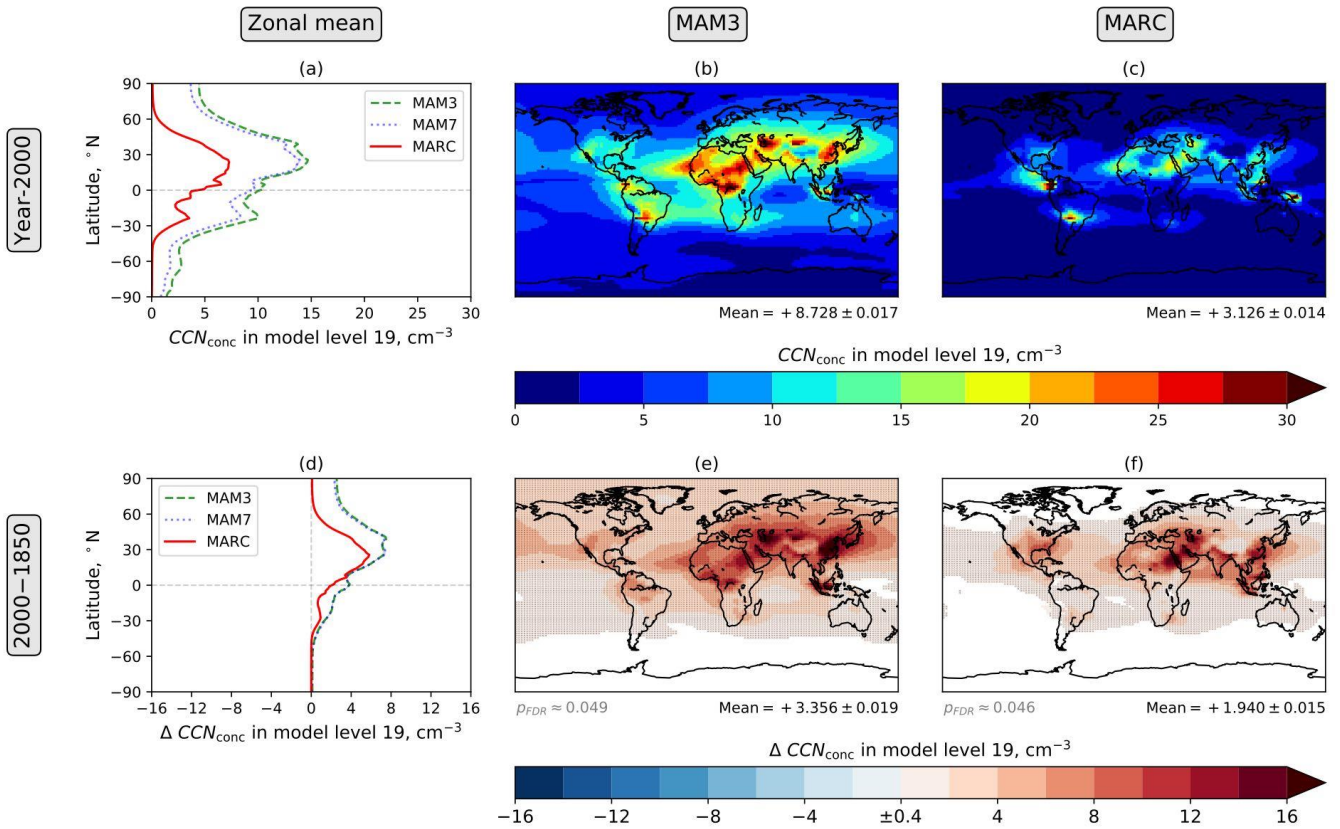 Zonal mean
MAM3
MARC
Year-2000
(a)
90
60
30
0
−30
−60
−90
Latitude, °N
MAM3
MAM7
MARC
0 5 10 15 20 25 30
CCNconc in model level 19, cm−3
(b)
Mean = +8.728 ± 0.017
(c)
Mean = +3.126 ± 0.014
CCNconc in model level 19, cm−3
0 5 10 15 20 25 30
2000−1850
(d)
90
60
30
0
−30
−60
−90
Latitude, °N
MAM3
MAM7
MARC
−16 −12 −8 −4 0 4 8 12 16
Δ CCNconc in model level 19, cm−3
(e)
pFDR ≈ 0.049
Mean = +3.356 ± 0.019
(f)
pFDR ≈ 0.046
Mean = +1.940 ± 0.015
Δ CCNconc in model level 19, cm−3
−16 −12 −8 −4 ±0.4 4 8 12 16